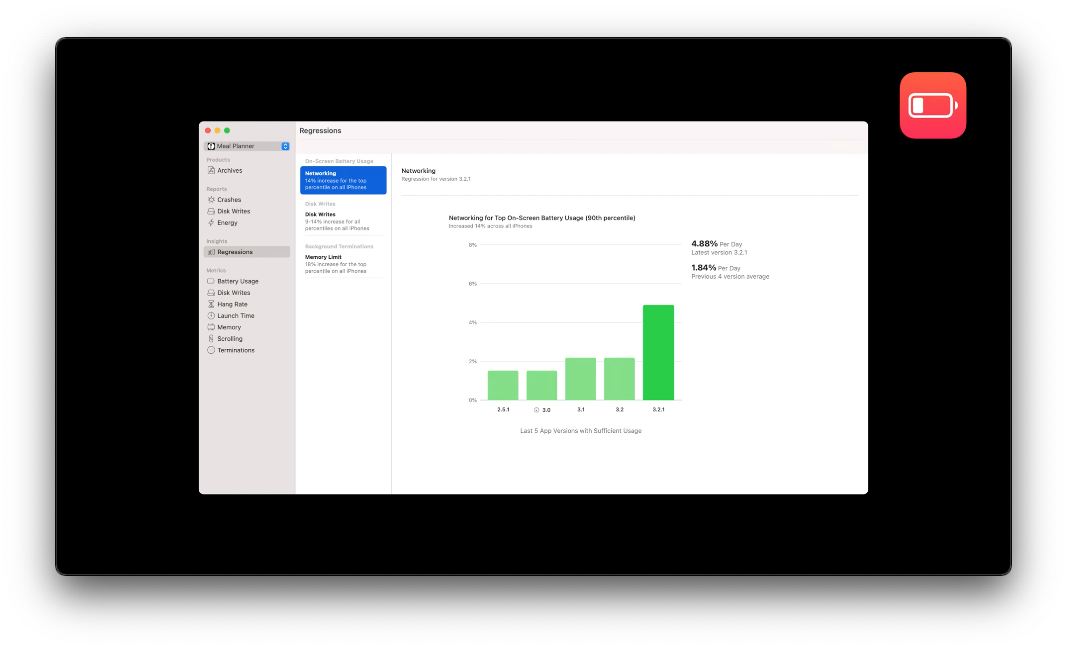 Regressions
Meal Planner
Products
Archives
Reports
Crashes
Disk Writes
Energy
Insights
Regressions
Metrics
Battery Usage
Disk Writes
Hang Rate
Launch Time
Memory
Scrolling
Terminations
On-Screen Battery Usage
Networking
14% increase for the top
percentile on all iPhones
Disk Writes
Disk Writes
9-14% increase for all
percentiles on all iPhones
Background Terminations
Memory Limit
18% increase for the top
percentile on all iPhones
Networking
Regression for version 3.2.1
Networking for Top On-Screen Battery Usage (90th percentile)
Increased 14% across all iPhones
8%
6%
4%
2%
0%
2.5.1
3.0
3.1
3.2
3.2.1
Last 5 App Versions with Sufficient Usage
4.88% Per Day
Latest version 3.2.1
1.84% Per Day
Previous 4 version average